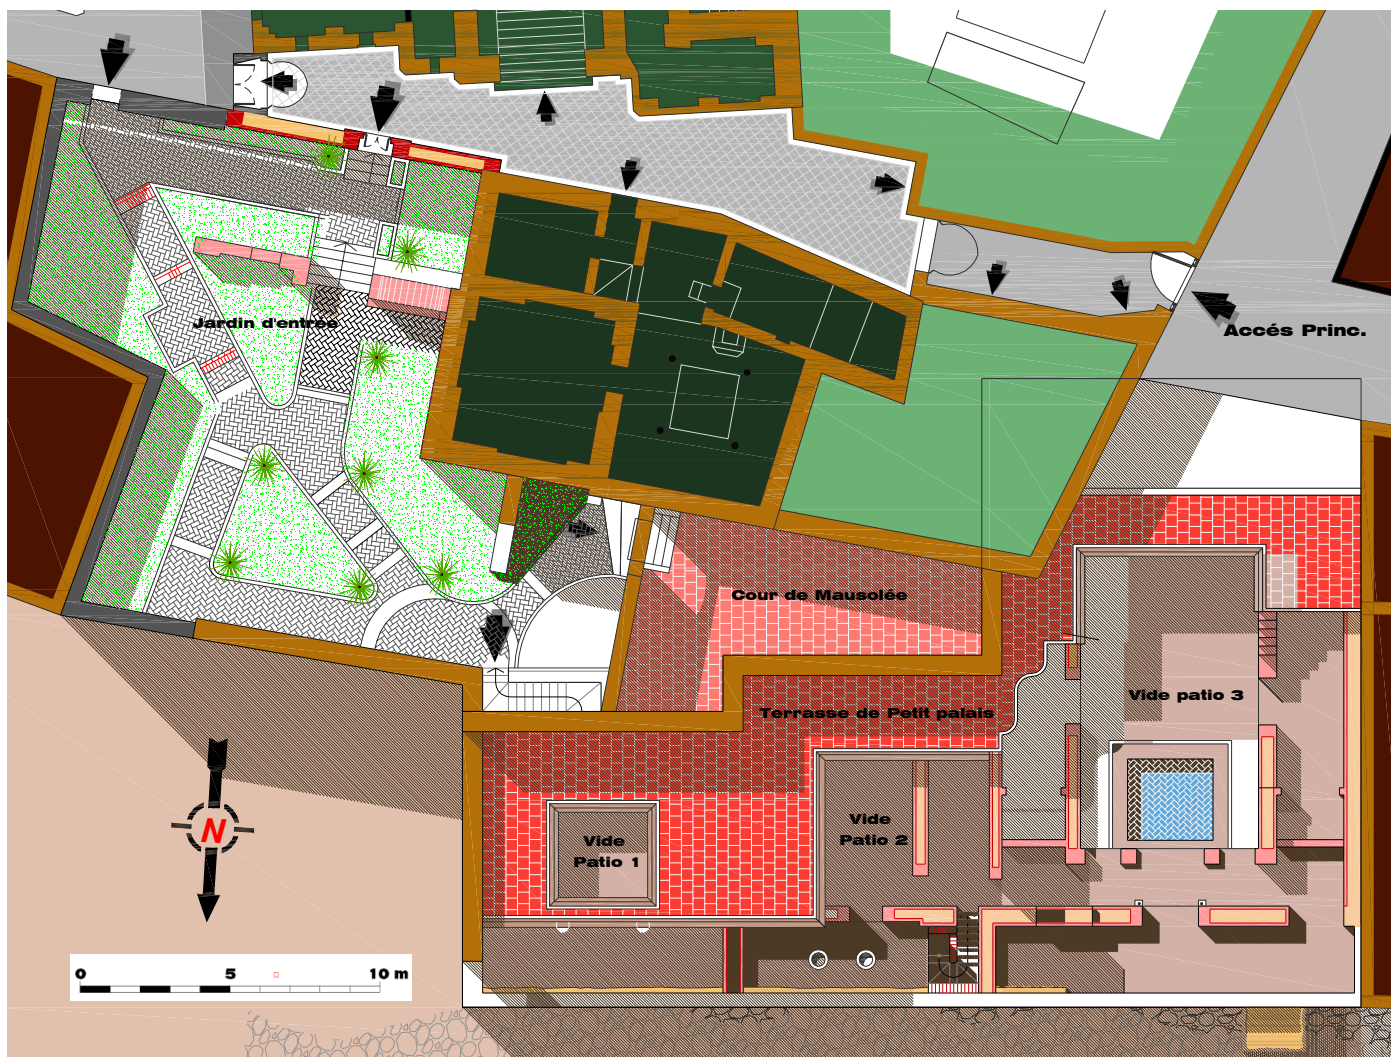 Accés Princ.
Jardin d'entrée
Cour de Mausolée
Vide patio 3
Terrasse de Petit palais
Vide
Patio 2
Vide
Patio 1
N
0 5 10 m